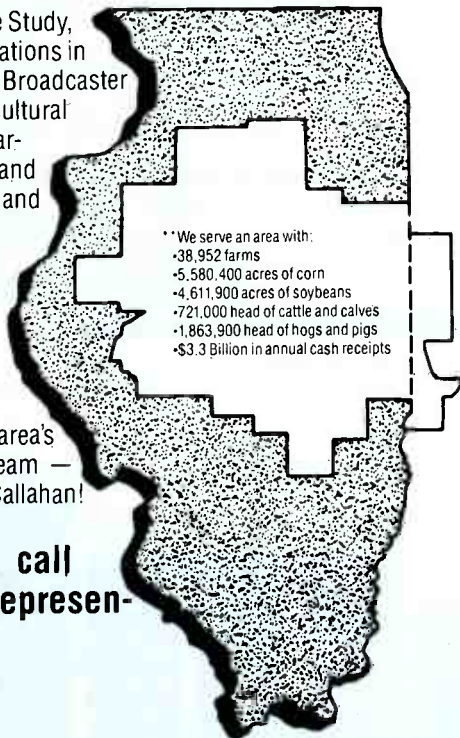 e Study,
ations in
Broadcaster
ultural
ar-
and
and
**We serve an area with:
•38,952 farms
•5,580,400 acres of corn
•4,611,900 acres of soybeans
•721,000 head of cattle and calves
•1,863,900 head of hogs and pigs
•$3.3 Billion in annual cash receipts
area's
eam —
Callahan!
call
epresen-